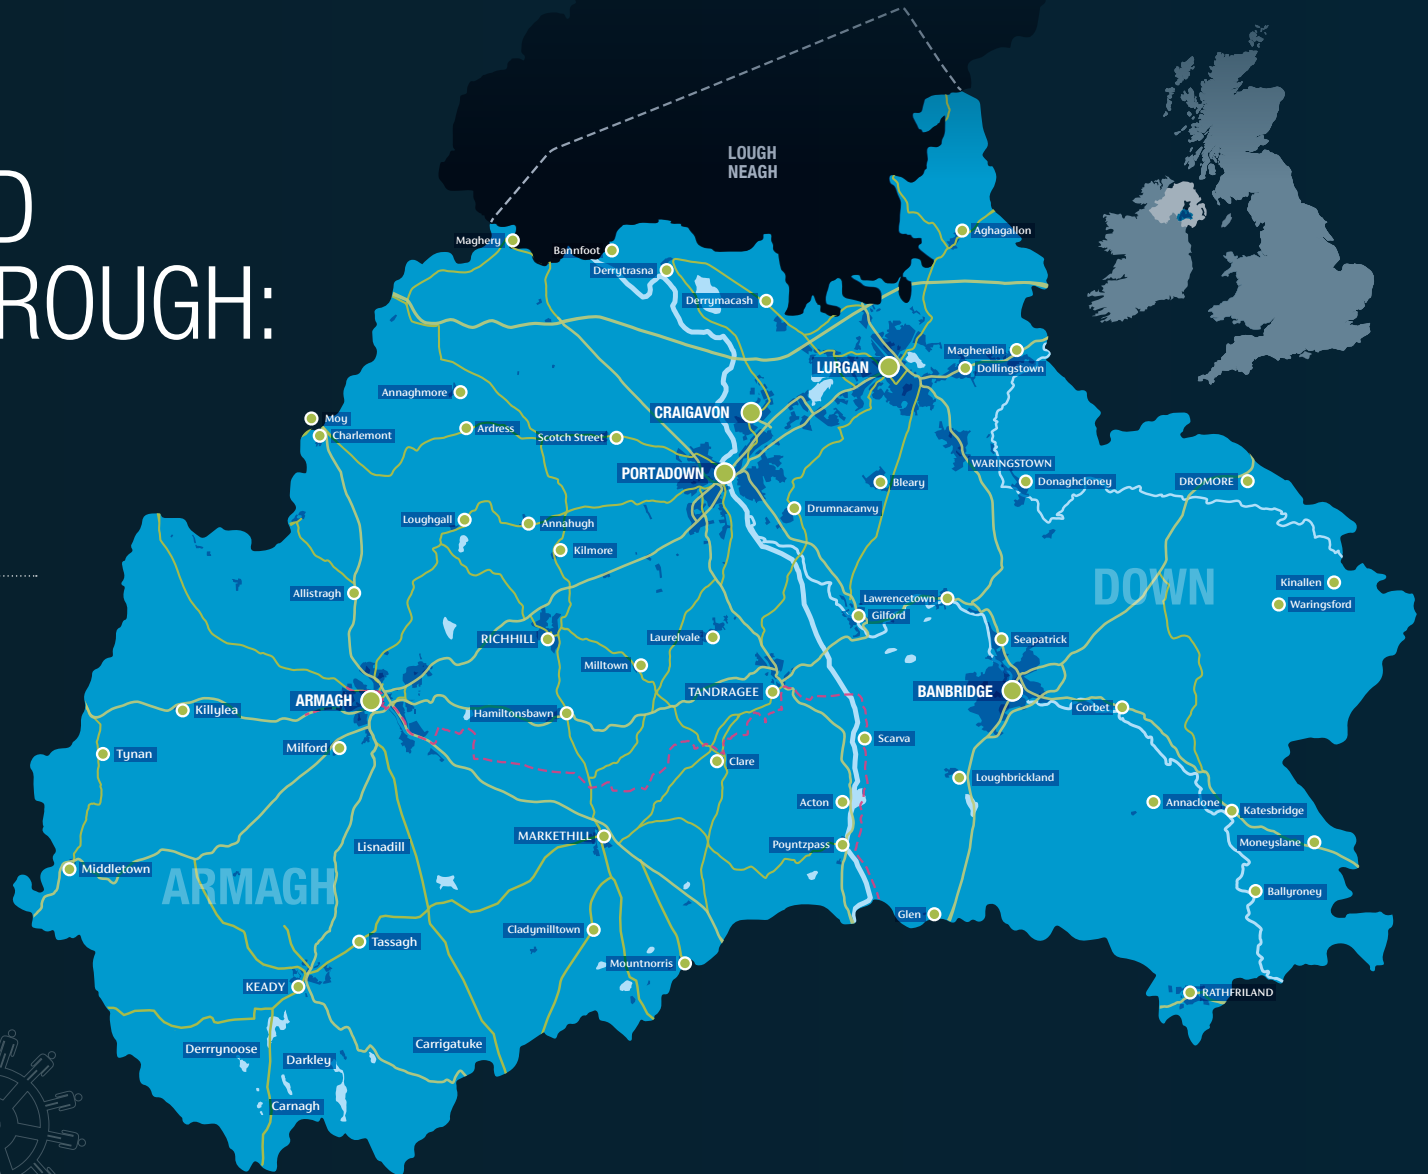 D
ROUGH:
LOUGH
NEAGH
Maghery
Bannfoot
Aghagallon
Derrytrasna
Derrymacash
Magheralin
LURGAN
Dollingstown
Annaghmore
CRAIGAVON
Moy
Charlemont
Ardress
Scotch Street
PORTADOWN
WARINGSTOWN
Bleary
Donaghcloney
DROMORE
Drumnacanvy
Loughgall
Annahugh
Kilmore
DOWN
Kinallen
Allistragh
Lawrencetown
Waringsford
Gilford
RICHHILL
Laurelvale
Seapatrick
Milltown
TANDRAGEE
BANBRIDGE
ARMAGH
Killylea
Hamiltonsbawn
Corbet
Milford
Scarva
Tynan
Clare
Loughbrickland
Acton
Annaclone
Katesbridge
MARKETHILL
Poyntzpass
Moneyslane
Lisnadill
Middletown
ARMAGH
Ballyroney
Glen
Cladymilltown
Tassagh
Mountnorris
KEADY
RATHFRILAND
Derrrynoose
Carrigatuke
Darkley
Carnagh